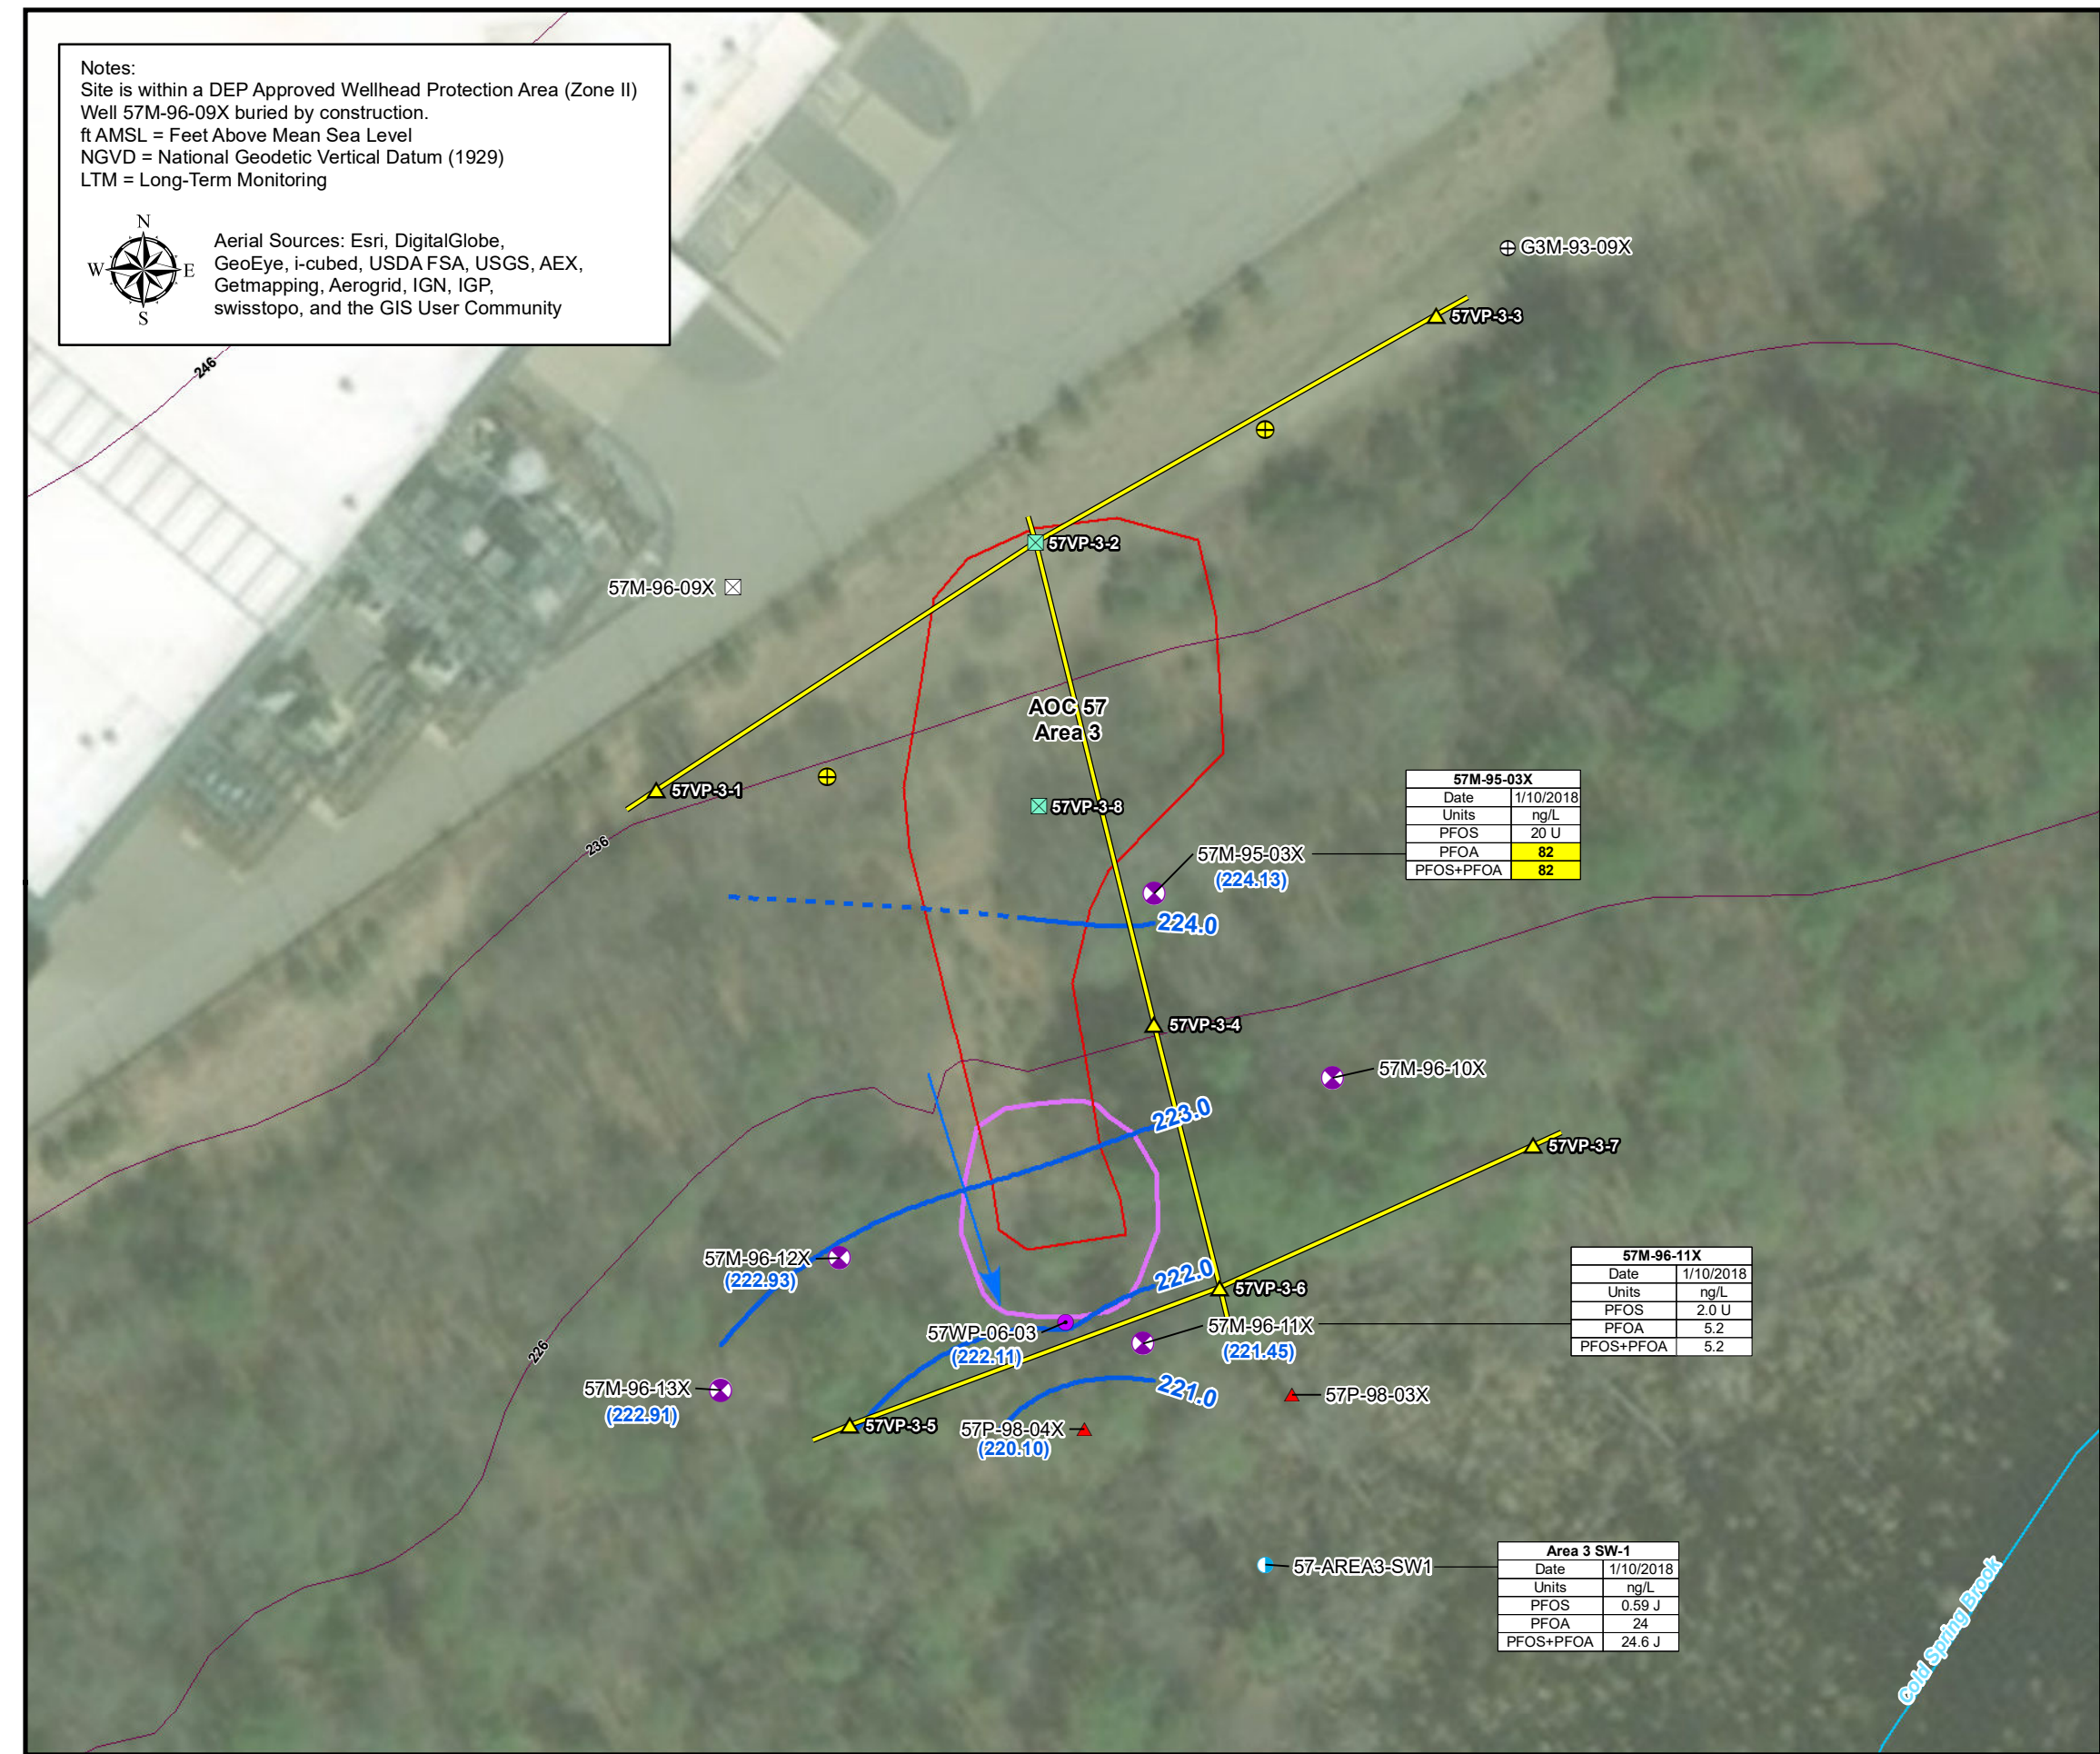 Notes:
Site is within a DEP Approved Wellhead Protection Area (Zone II)
Well 57M-96-09X buried by construction.
ft AMSL = Feet Above Mean Sea Level
NGVD = National Geodetic Vertical Datum (1929)
LTM = Long-Term Monitoring
N
W E
S
Aerial Sources: Esri, DigitalGlobe,
GeoEye, i-cubed, USDA FSA, USGS, AEX,
Getmapping, Aerogrid, IGN, IGP,
swisstopo, and the GIS User Community
G3M-93-09X
57VP-3-3
246
57VP-3-2
57M-96-09X
AOC 57
Area 3
57VP-3-1
57VP-3-8
236
57M-95-03X
(224.13)
57M-95-03X
Date 1/10/2018
Units ng/L
PFOS 20 U
PFOA 82
PFOS+PFOA 82
224.0
57VP-3-4
57M-96-10X
223.0
57VP-3-7
57M-96-12X
(222.93)
222.0
57VP-3-6
57WP-06-03
(222.11)
57M-96-11X
(221.45)
57M-96-11X
Date 1/10/2018
Units ng/L
PFOS 2.0 U
PFOA 5.2
PFOS+PFOA 5.2
226
57M-96-13X
(222.91)
221.0
57P-98-03X
57VP-3-5
57P-98-04X
(220.10)
57-AREA3-SW1
Area 3 SW-1
Date 1/10/2018
Units ng/L
PFOS 0.59 J
PFOA 24
PFOS+PFOA 24.6 J
Cold Spring Brook